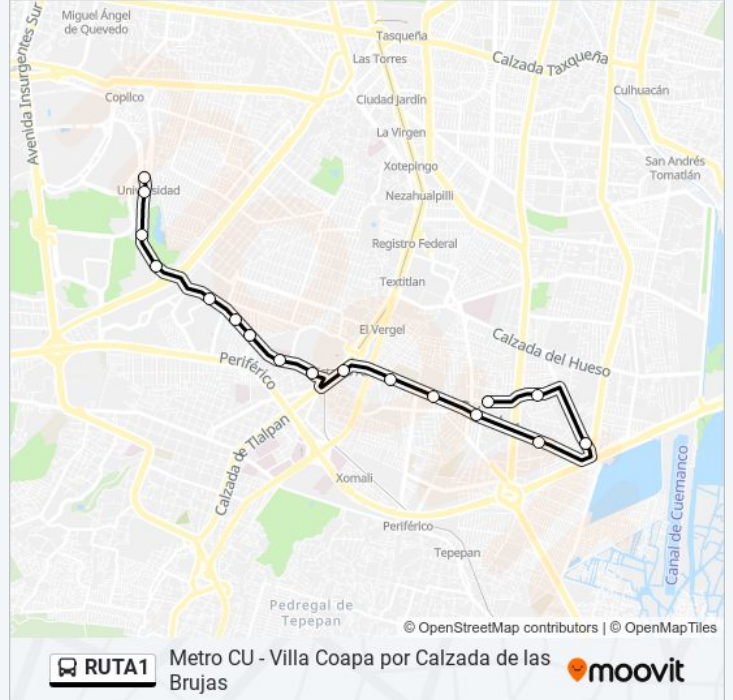 Miguel Ángel
de Quevedo
Tasqueña
Las Torres
Calzada Taxqueña
Avenida Insurgentes Sur
Copilco
Ciudad Jardín
Culhuacán
La Virgen
Xotepingo
San Andrés
Tomatlán
Universidad
Nezahualpilli
Registro Federal
Textitlan
El Vergel
Calzada del Hueso
Periférico
Calzada de Tlalpan
Xomali
Canal de Cuemanco
Periférico
Tepepan
Pedregal de
Tepepan
© OpenStreetMap contributors | © OpenMapTiles
RUTA1
Metro CU - Villa Coapa por Calzada de las
Brujas
moovit